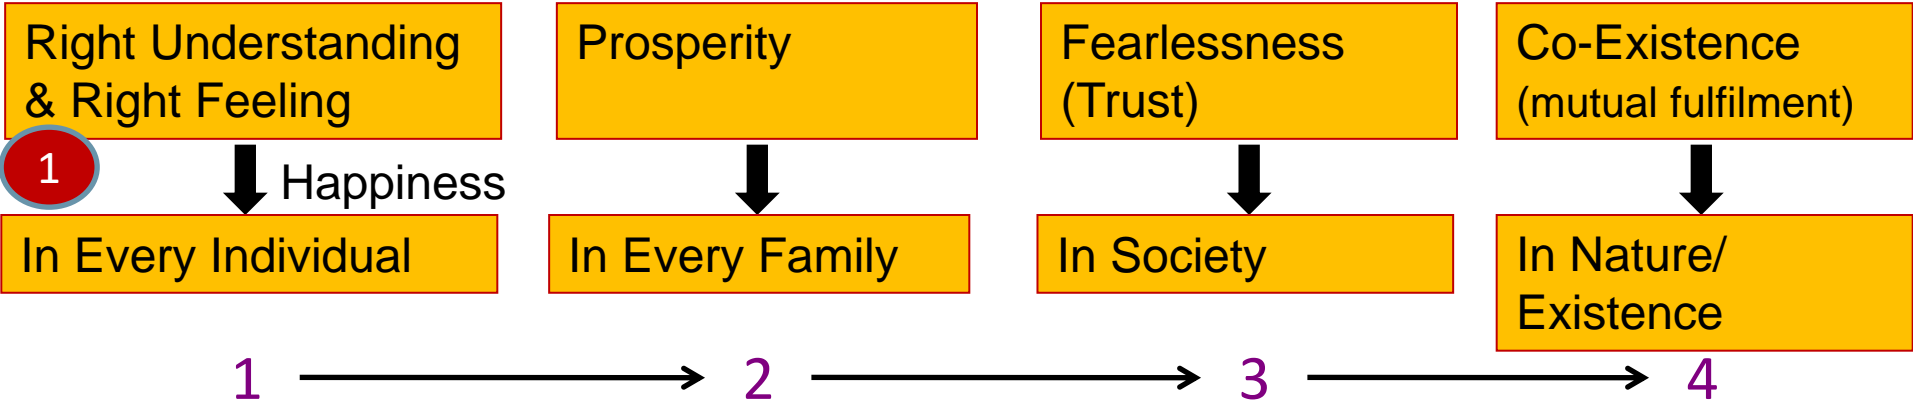 Right Understanding
& Right Feeling
Prosperity
Fearlessness
(Trust)
Co-Existence
(mutual fulfilment)
1
Happiness
In Every Individual
In Every Family
In Society
In Nature/
Existence
1
2
3
4